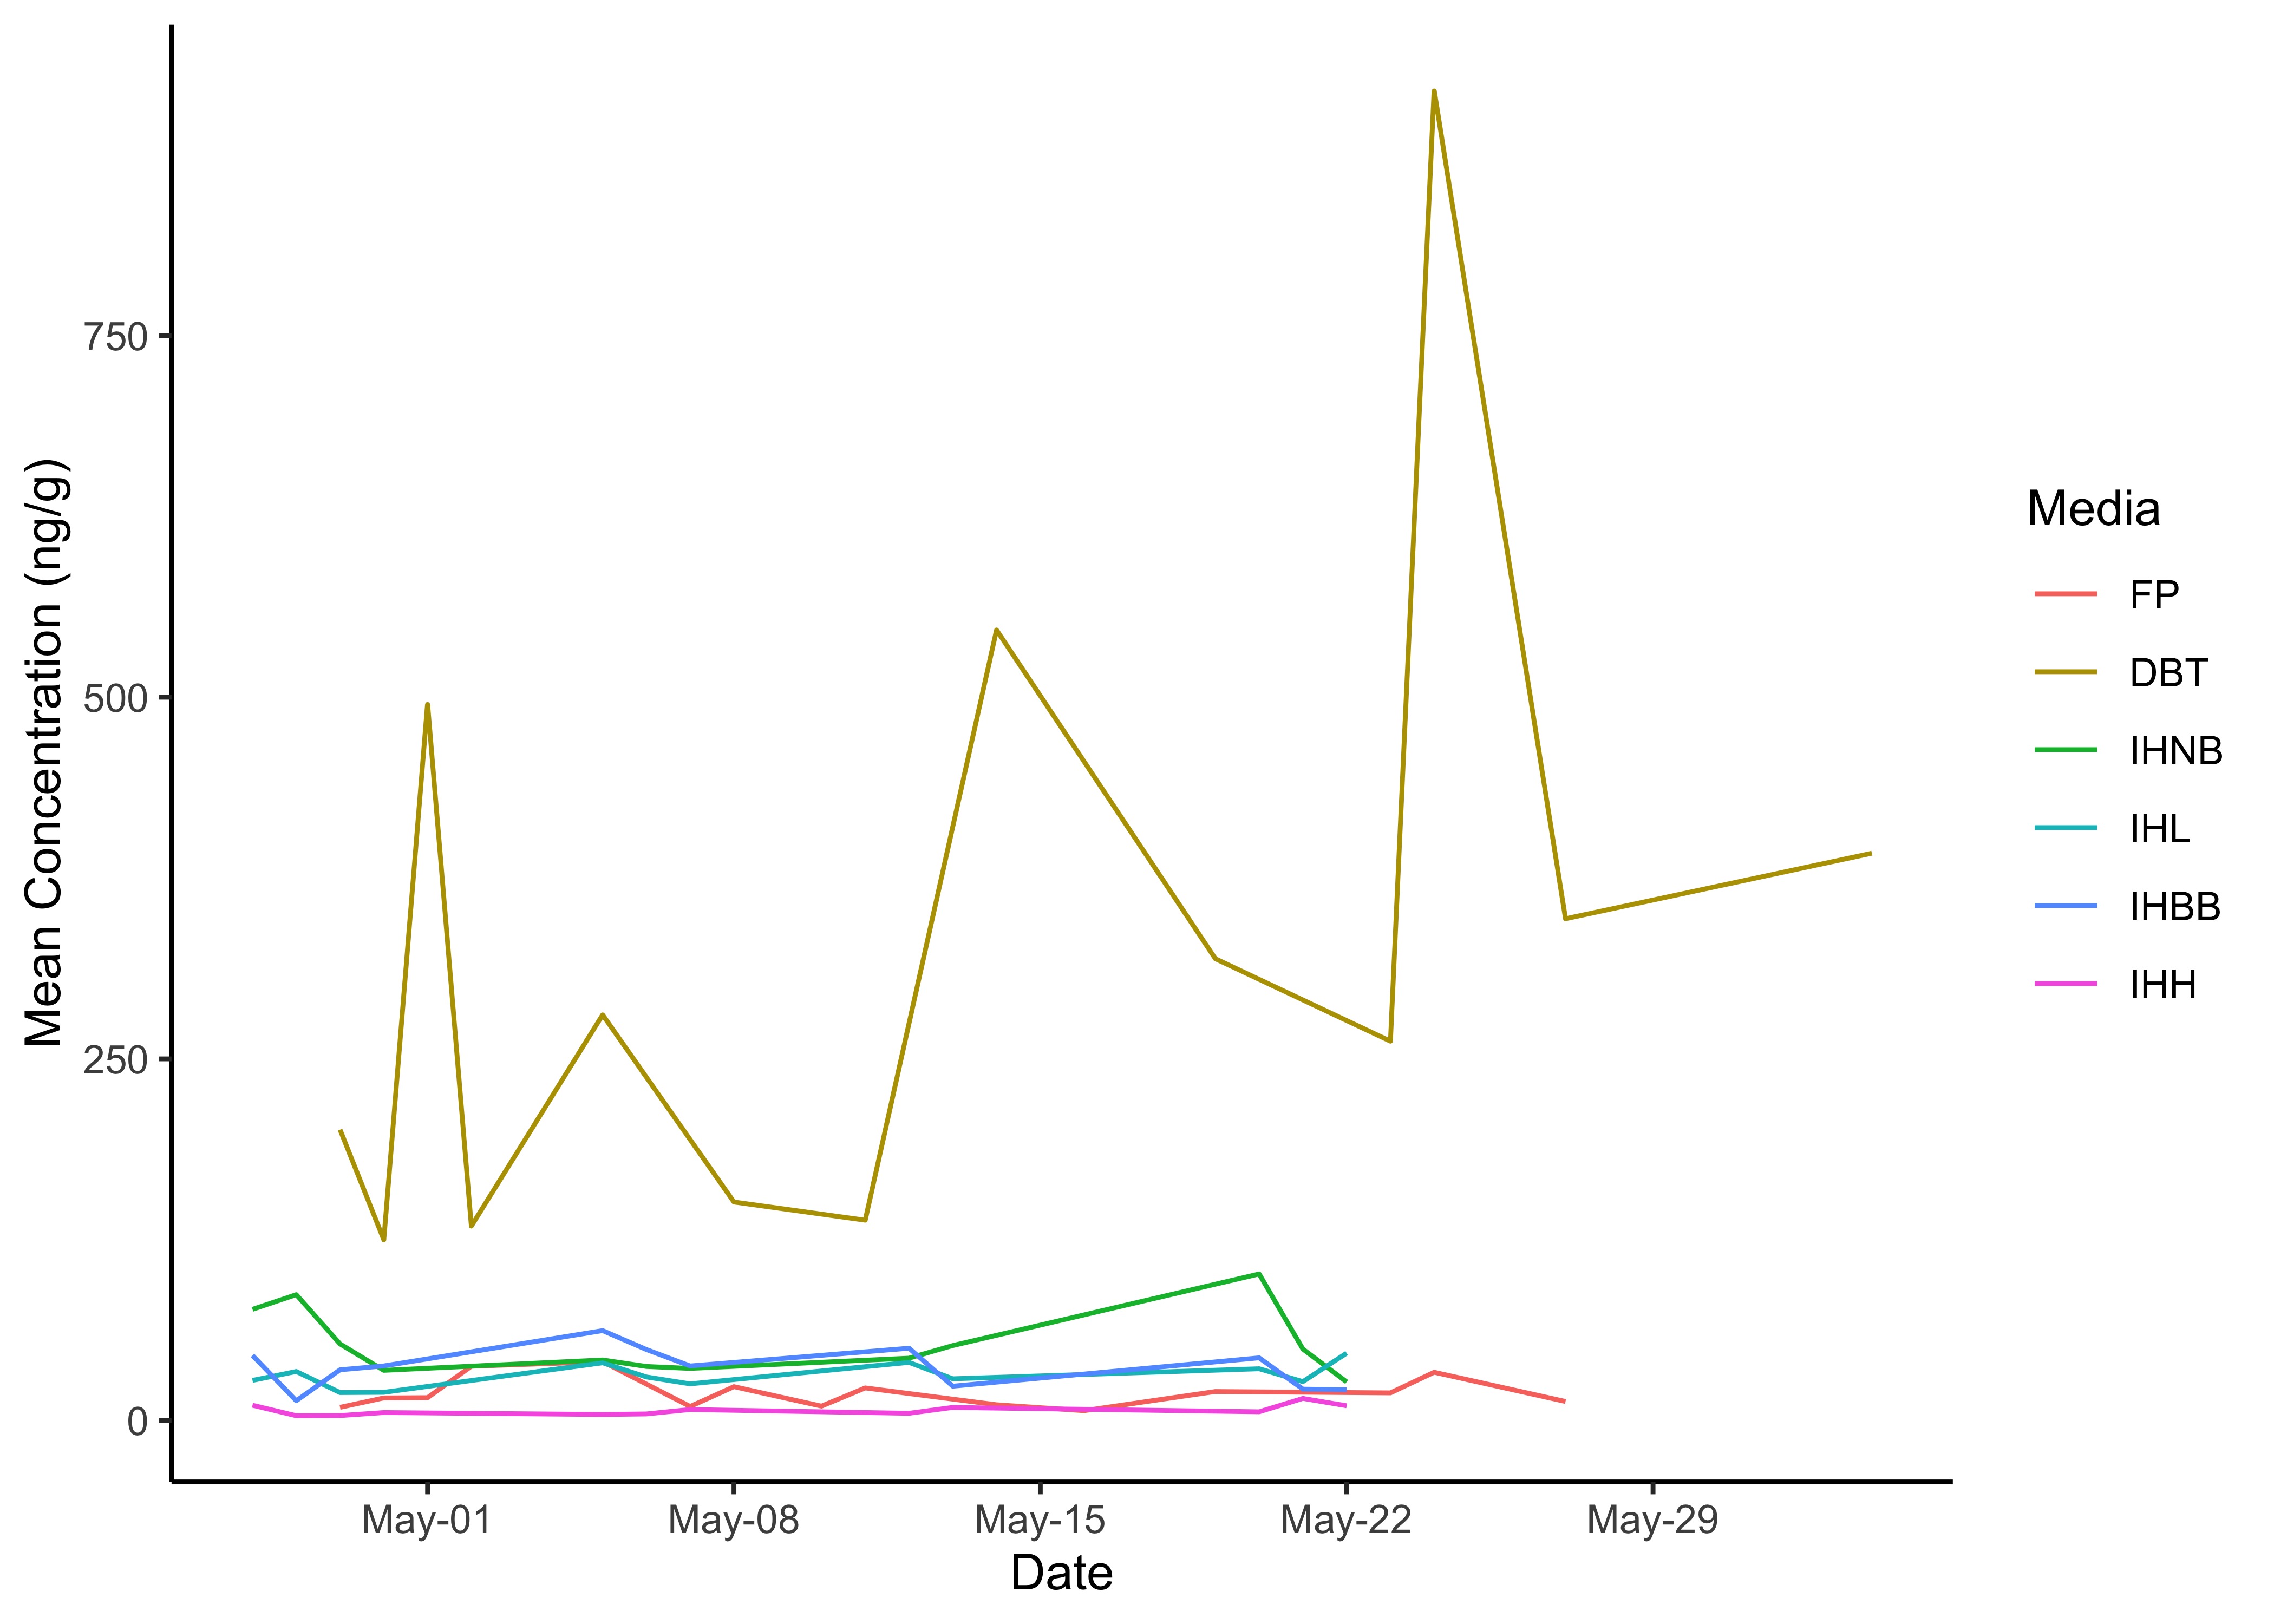 Mean Concentration (ng/g)
750
500
250
0
May-01
May-08
May-15
May-22
May-29
Date
Media
FP
DBT
IHNB
IHL
IHBB
IHH